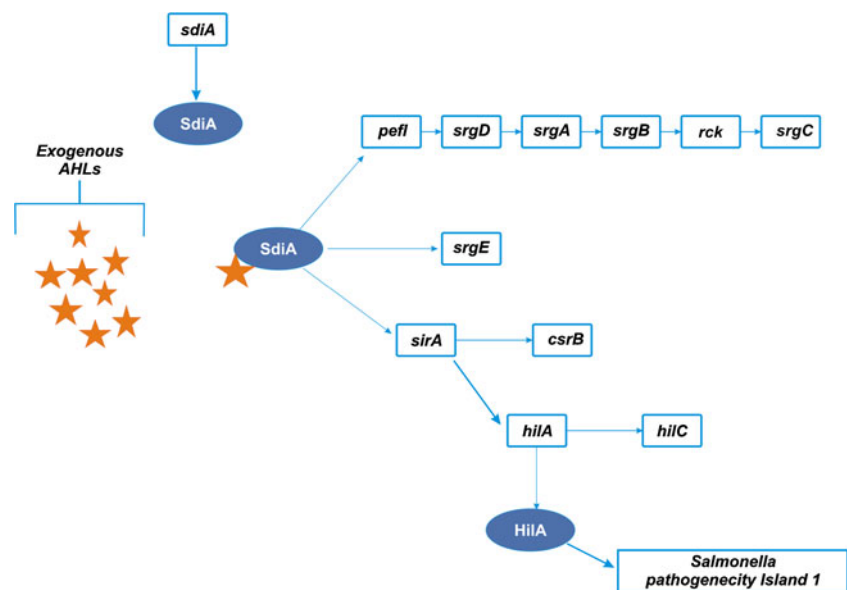 sdiA
SdiA
Exogenous
AHLs
pefI
srgD
srgA
srgB
rck
srgC
SdiA
srgE
sirA
csrB
hilA
hilC
HilA
Salmonella
pathogenecity Island 1